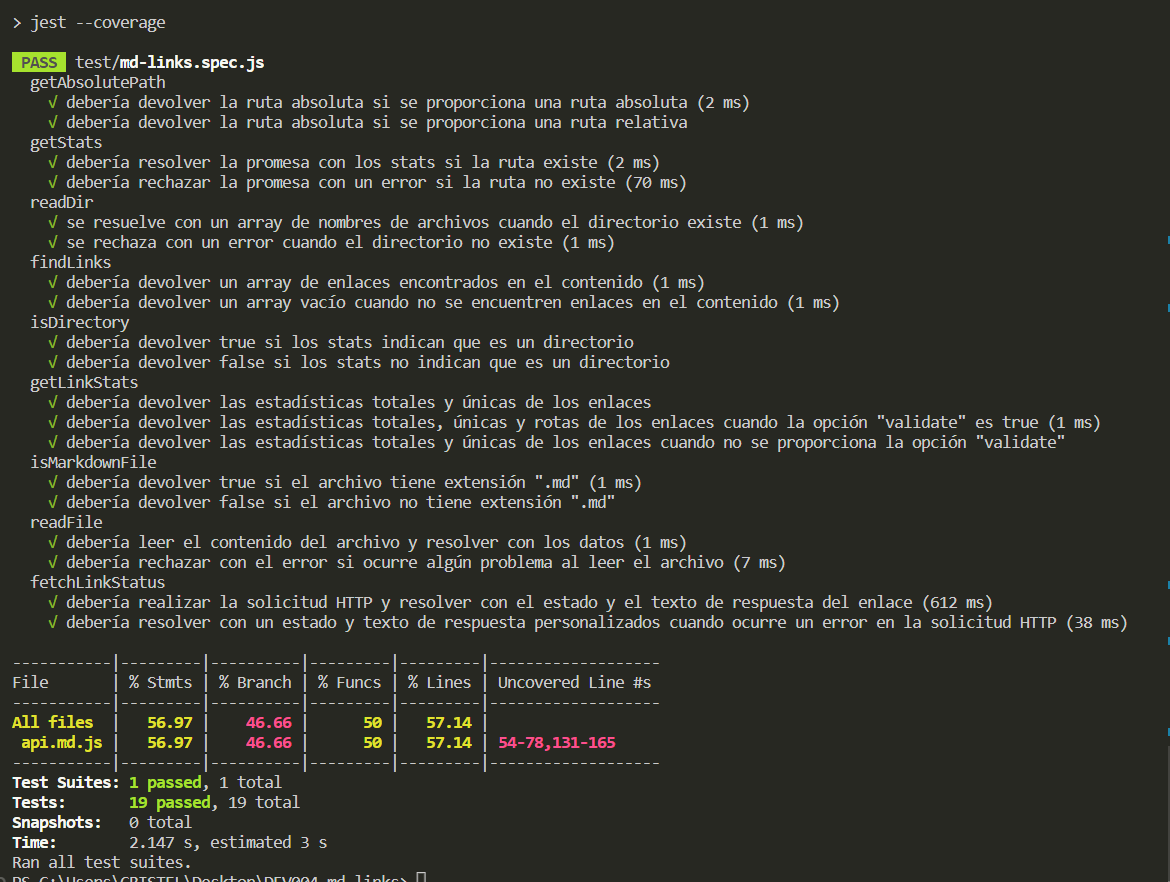 > jest --coverage
PASS test/md-links.spec.js
getAbsolutePath
√ debería devolver la ruta absoluta si se proporciona una ruta absoluta (2 ms)
√ debería devolver la ruta absoluta si se proporciona una ruta relativa
getStats
√ debería resolver la promesa con los stats si la ruta existe (2 ms)
√ debería rechazar la promesa con un error si la ruta no existe (70 ms)
readDir
√ se resuelve con un array de nombres de archivos cuando el directorio existe (1 ms)
√ se rechaza con un error cuando el directorio no existe (1 ms)
findLinks
√ debería devolver un array de enlaces encontrados en el contenido (1 ms)
√ debería devolver un array vacío cuando no se encuentren enlaces en el contenido (1 ms)
isDirectory
√ debería devolver true si los stats indican que es un directorio
√ debería devolver false si los stats no indican que es un directorio
getLinkStats
√ debería devolver las estadísticas totales y únicas de los enlaces
√ debería devolver las estadísticas totales, únicas y rotas de los enlaces cuando la opción "validate" es true (1 ms)
√ debería devolver las estadísticas totales y únicas de los enlaces cuando no se proporciona la opción "validate"
isMarkdownFile
√ debería devolver true si el archivo tiene extensión ".md" (1 ms)
√ debería devolver false si el archivo no tiene extensión ".md"
readFile
√ debería leer el contenido del archivo y resolver con los datos (1 ms)
√ debería rechazar con el error si ocurre algún problema al leer el archivo (7 ms)
fetchLinkStatus
√ debería realizar la solicitud HTTP y resolver con el estado y el texto de respuesta del enlace (612 ms)
√ debería resolver con un estado y texto de respuesta personalizados cuando ocurre un error en la solicitud HTTP (38 ms)
-----------|---------|----------|---------|---------|-------------------
File       | % Stmts | % Branch | % Funcs | % Lines | Uncovered Line #s
-----------|---------|----------|---------|---------|-------------------
All files  |   56.97 |    46.66 |      50 |   57.14 |
 api.md.js |   56.97 |    46.66 |      50 |   57.14 | 54-78,131-165
-----------|---------|----------|---------|---------|-------------------
Test Suites: 1 passed, 1 total
Tests:       19 passed, 19 total
Snapshots:   0 total
Time:        2.147 s, estimated 3 s
Ran all test suites.
PS C:\Users\CRISTEL\Desktop\DEV004-md-links>